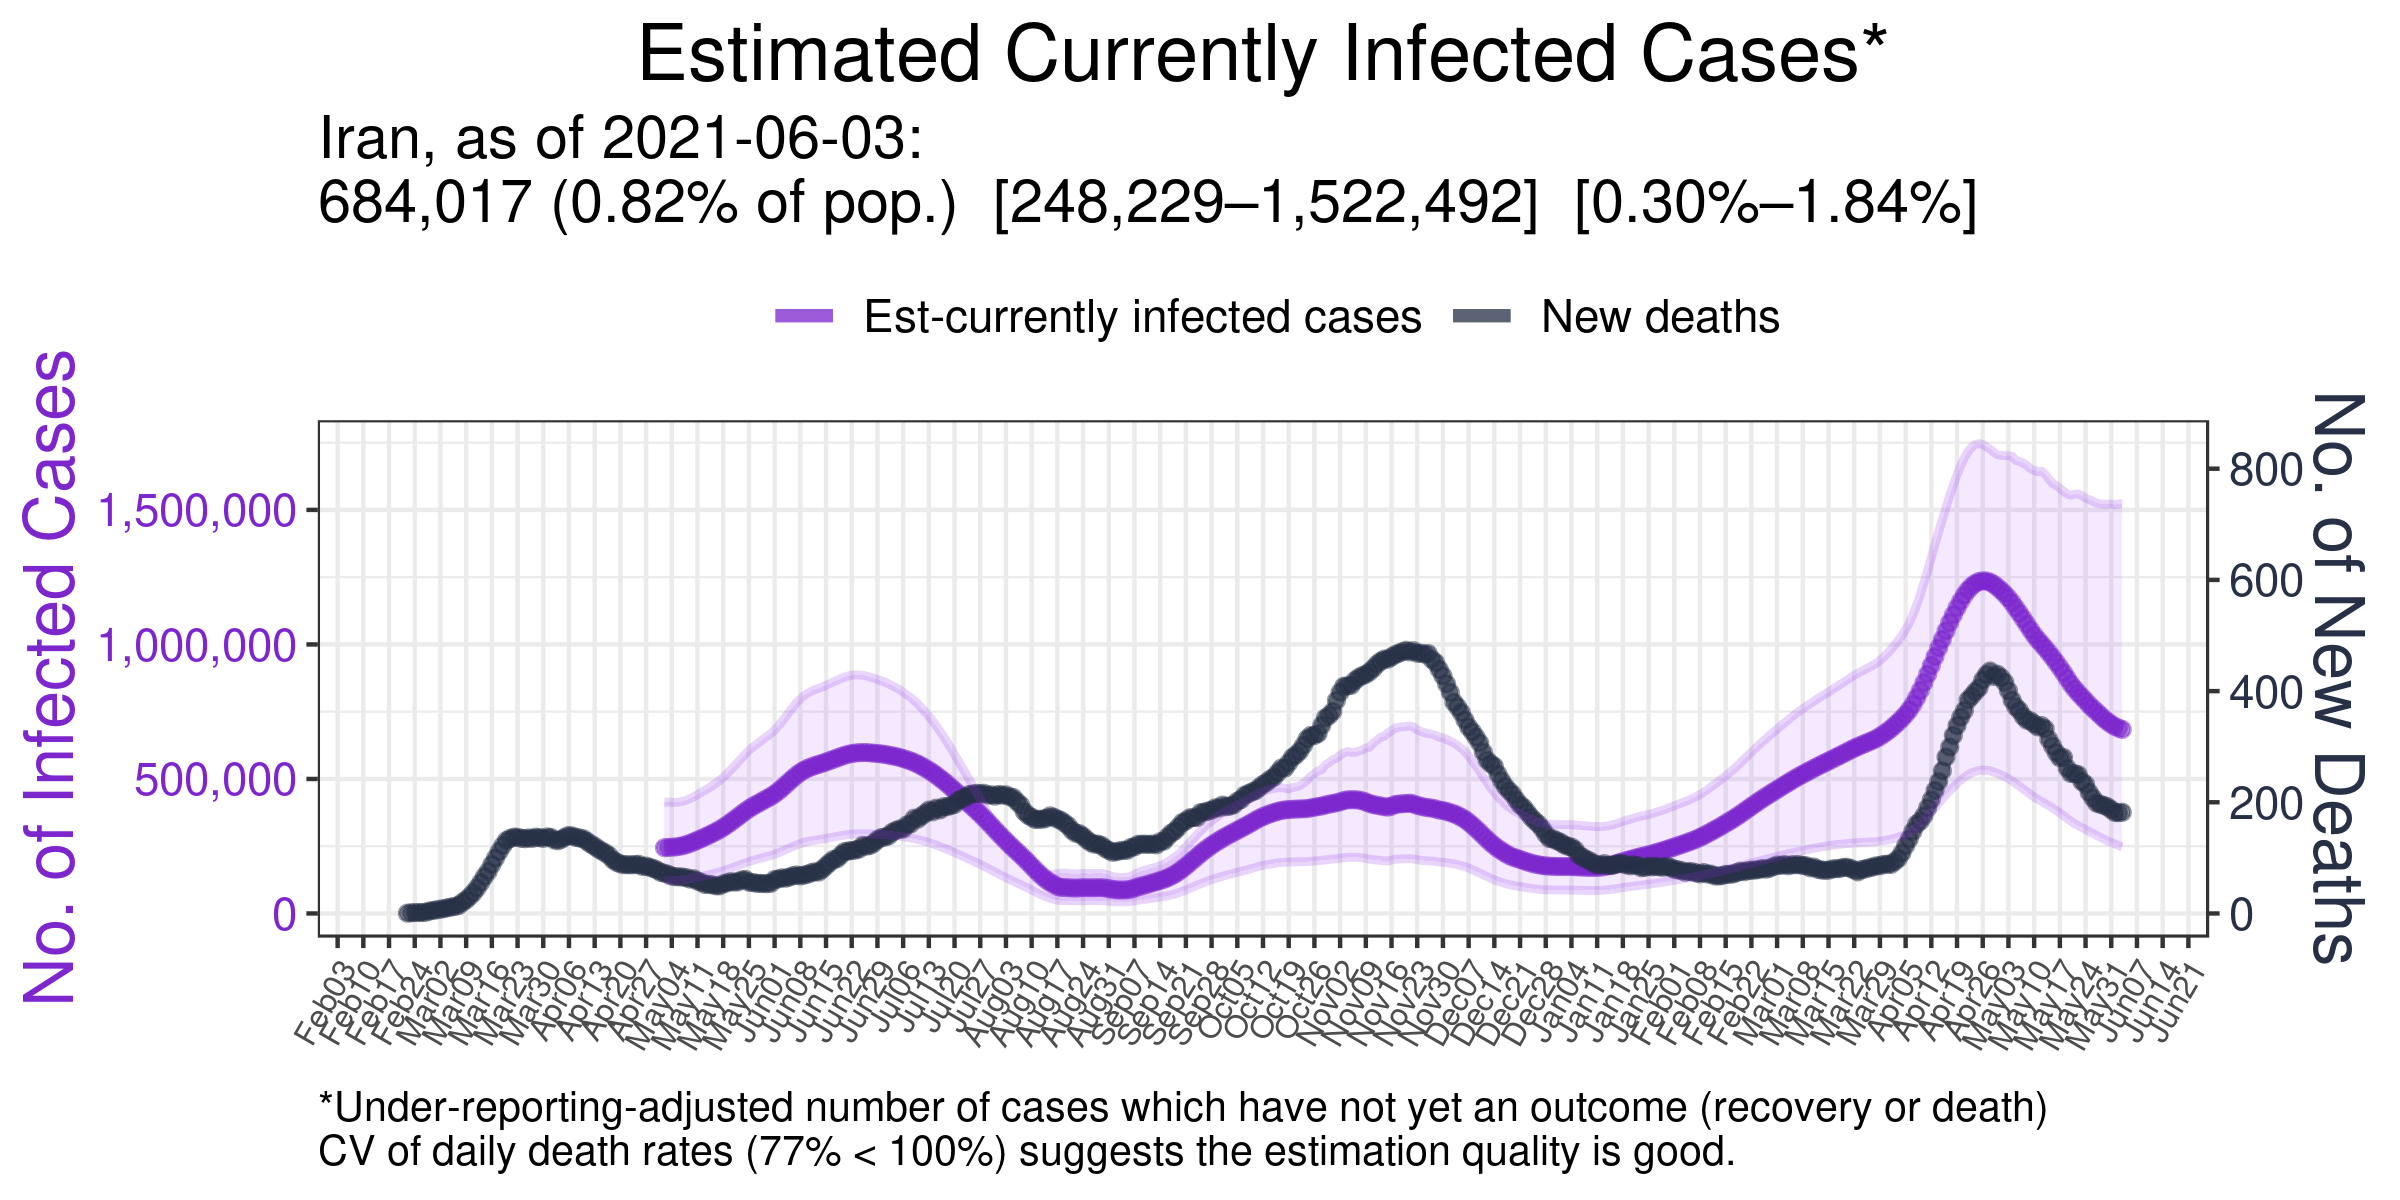 Estimated Currently Infected Cases*
Iran, as of 2021-06-03:
684,017 (0.82% of pop.) [248,229–1,522,492] [0.30%–1.84%]
Est-currently infected cases
New deaths
No. of Infected Cases
1,500,000
1,000,000
500,000
0
800
600
400
200
0
No. of New Deaths
Feb03
Feb10
Feb17
Feb24
Mar02
Mar09
Mar16
Mar23
Mar30
Apr06
Apr13
Apr20
Apr27
May04
May11
May18
May25
Jun01
Jun08
Jun15
Jun22
Jun29
Jul06
Jul13
Jul20
Jul27
Aug03
Aug10
Aug17
Aug24
Aug31
Sep07
Sep14
Sep21
Sep28
Oct05
Oct12
Oct19
Oct26
Nov02
Nov09
Nov16
Nov23
Nov30
Dec07
Dec14
Dec21
Dec28
Jan04
Jan11
Jan18
Jan25
Feb01
Feb08
Feb15
Feb22
Mar01
Mar08
Mar15
Mar22
Mar29
Apr05
Apr12
Apr19
Apr26
May03
May10
May17
May24
May31
Jun07
Jun14
Jun21
*Under-reporting-adjusted number of cases which have not yet an outcome (recovery or death)
CV of daily death rates (77% < 100%) suggests the estimation quality is good.